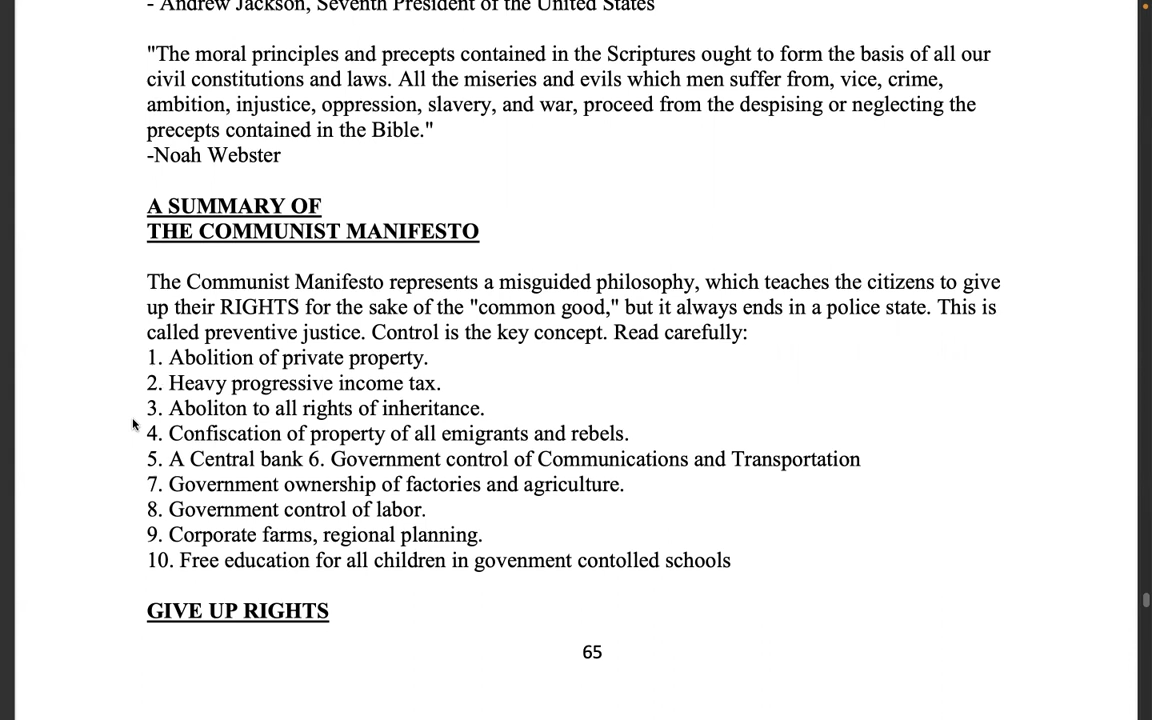 - Andrew Jackson, Seventh President of the United States
"The moral principles and precepts contained in the Scriptures ought to form the basis of all our
civil constitutions and laws. All the miseries and evils which men suffer from, vice, crime,
ambition, injustice, oppression, slavery, and war, proceed from the despising or neglecting the
precepts contained in the Bible."
-Noah Webster
A SUMMARY OF
THE COMMUNIST MANIFESTO
The Communist Manifesto represents a misguided philosophy, which teaches the citizens to give
up their RIGHTS for the sake of the "common good," but it always ends in a police state. This is
called preventive justice. Control is the key concept. Read carefully:
1. Abolition of private property.
2. Heavy progressive income tax.
3. Aboliton to all rights of inheritance.
4. Confiscation of property of all emigrants and rebels.
5. A Central bank 6. Government control of Communications and Transportation
7. Government ownership of factories and agriculture.
8. Government control of labor.
9. Corporate farms, regional planning.
10. Free education for all children in govenment contolled schools
GIVE UP RIGHTS
65